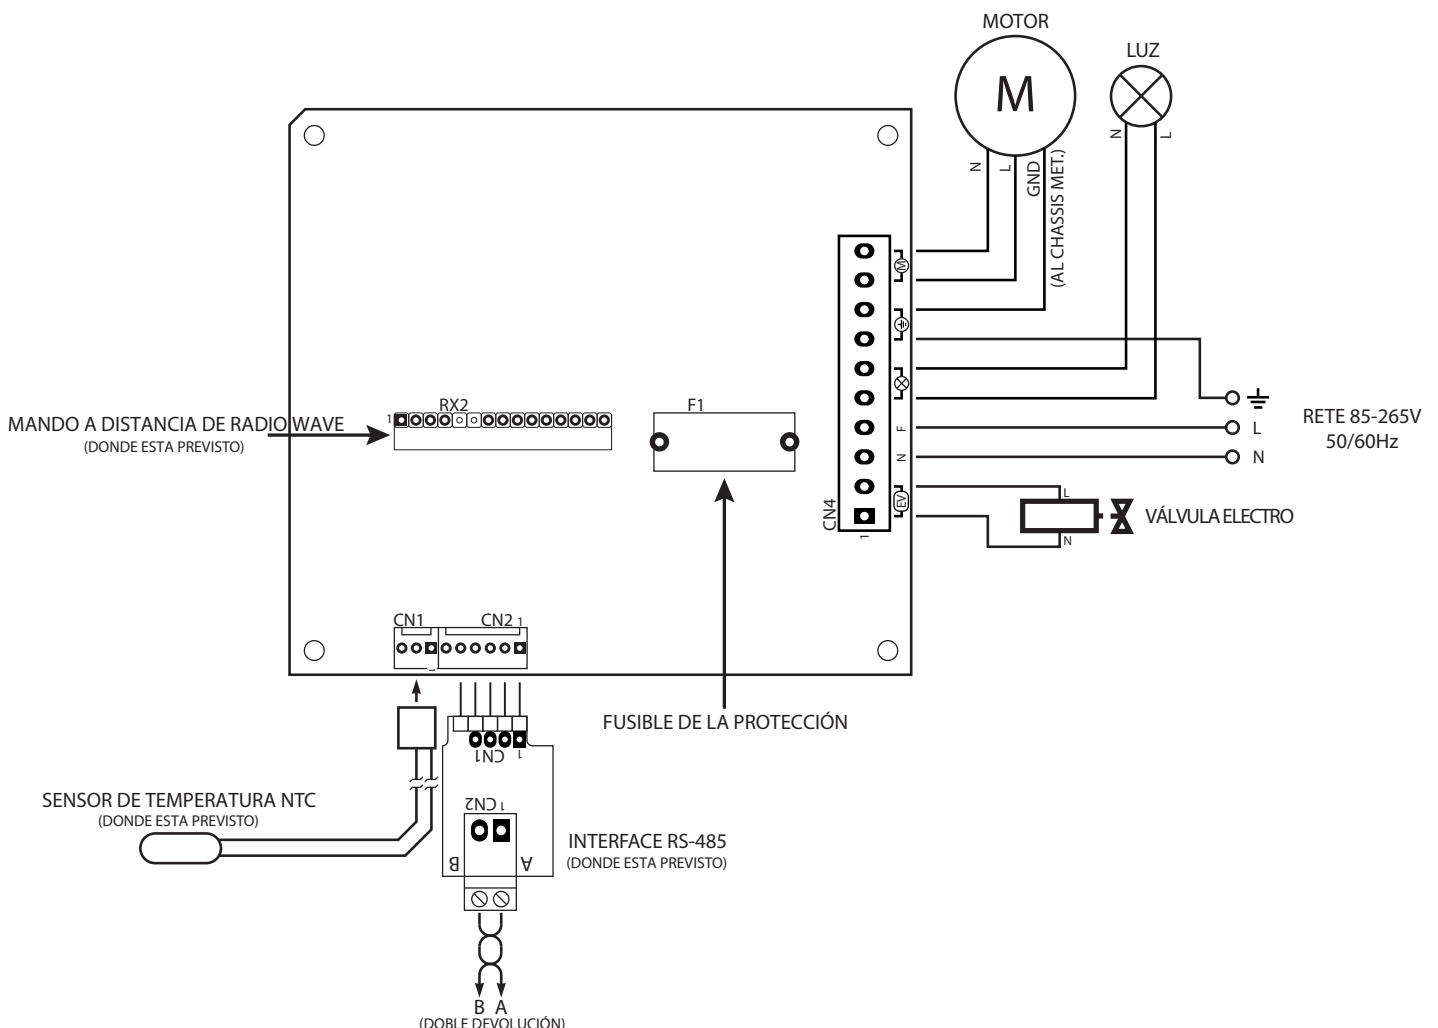 MOTOR
LUZ
M
N
L
GND
(AL CHASSIS MET.)
N
L
M
RX2
1
F1
MANDO A DISTANCIA DE RADIO WAVE
(DONDE ESTA PREVISTO)
F
N
EV
CN4
1
L
N
RETE 85-265V
50/60Hz
L
N
VÁLVULA ELECTRO
CN1
1
CN2 1
FUSIBLE DE LA PROTECCIÓN
CN1 1
SENSOR DE TEMPERATURA NTC
(DONDE ESTA PREVISTO)
1 CN2
B
A
INTERFACE RS-485
(DONDE ESTA PREVISTO)
B A
(DOBLE DEVOLUCIÓN)